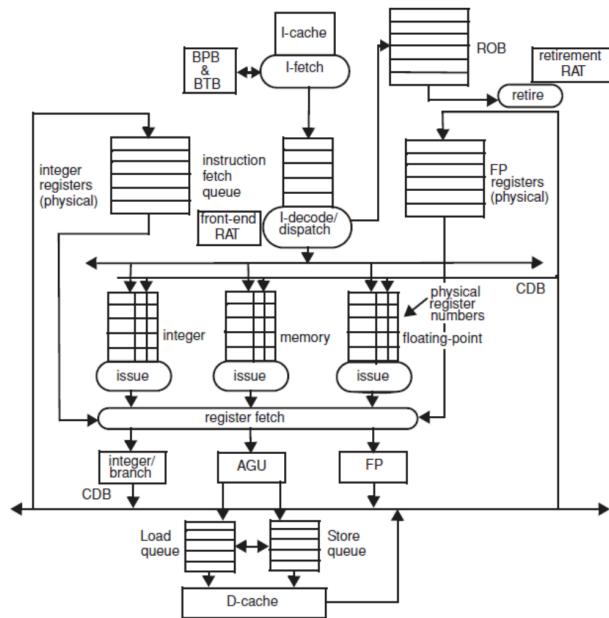 I-cache
I-fetch
BPB
&
BTB
ROB
retirement
RAT
retire
integer
registers
(physical)
instruction
fetch
queue
FP
registers
(physical)
front-end
RAT
I-decode/
dispatch
CDB
physical
register
numbers
integer
memory
floating-point
issue
issue
issue
register fetch
integer/
branch
AGU
FP
CDB
Load
queue
Store
queue
D-cache